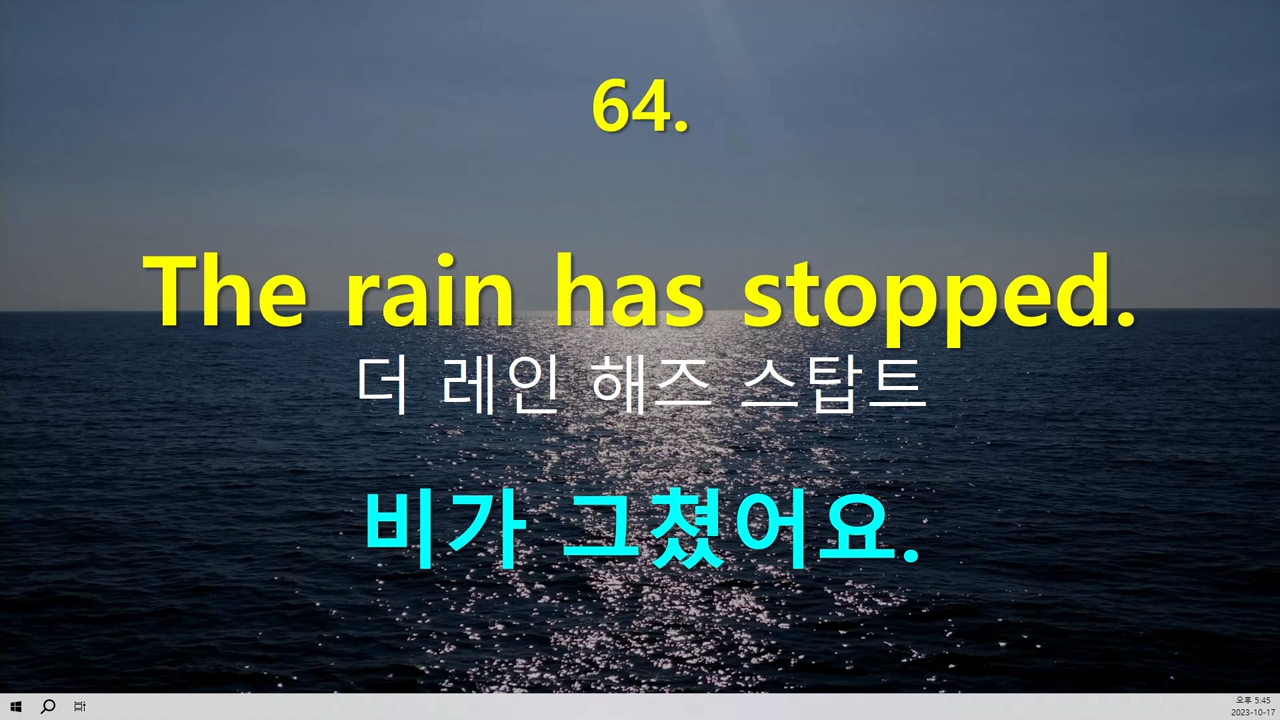 64.
The rain has stopped.
더 레인 해즈 스탑트
비가 그쳤어요.
오후 5:45
2023-10-17